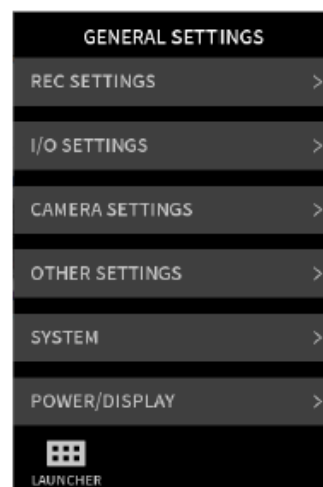 GENERAL SETTINGS
REC SETTINGS >
I/O SETTINGS >
CAMERA SETTINGS >
OTHER SETTINGS >
SYSTEM >
POWER/DISPLAY >
LAUNCHER